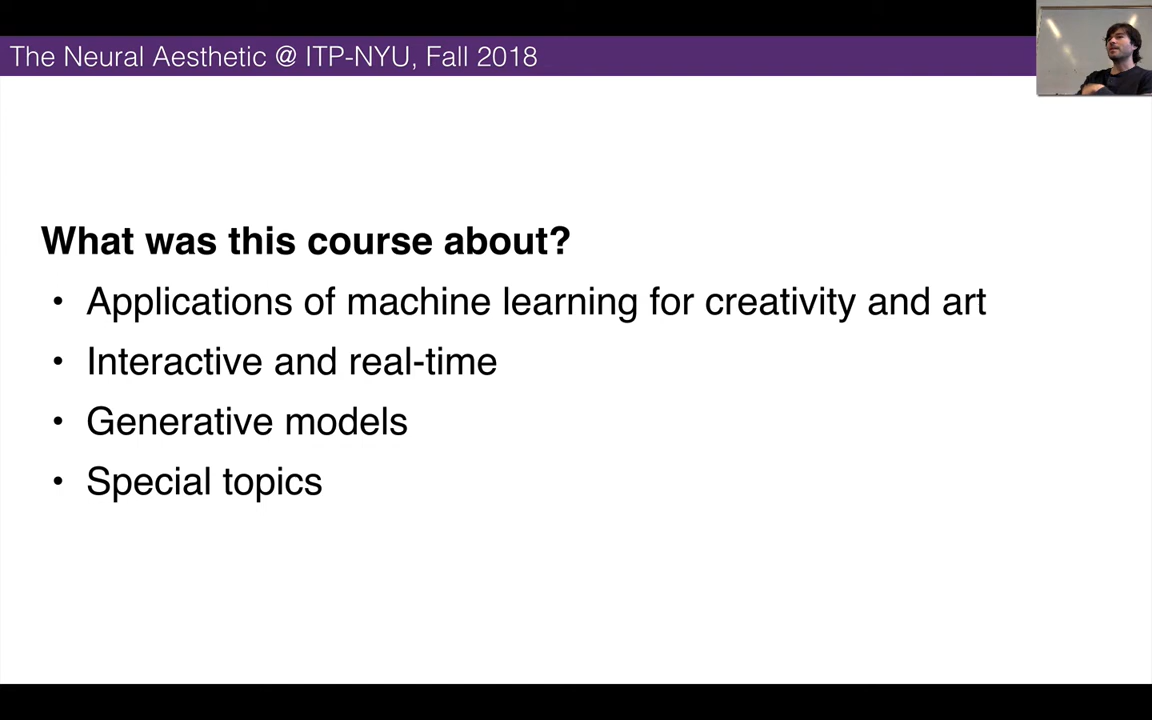 The Neural Aesthetic @ ITP-NYU, Fall 2018
What was this course about?
• Applications of machine learning for creativity and art
• Interactive and real-time
• Generative models
• Special topics